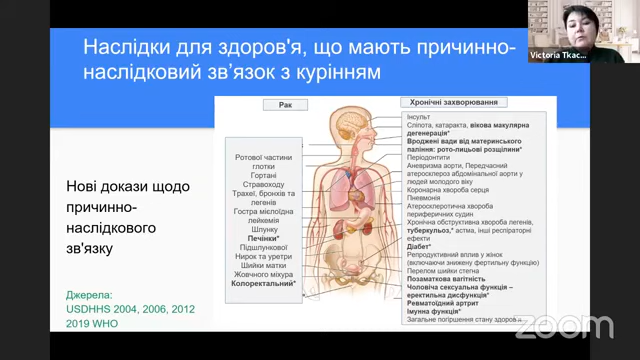 Наслідки для здоров'я, що мають причинно-
наслідковий зв’язок з курінням
Victoria Tkac...
Рак
Хронічні захворювання
Ротової частини
глотки
Гортані
Стравоходу
Трахеї, бронхів та
легенів
Гостра мієлоїдна
лейкемія
Шлунку
Печінки*
Підшлункової
Нирок та уретри
Шийки матки
Жовчного міхура
Колоректальний*
Інсульт
Сліпота, катаракта, вікова макулярна
дегенерація*
Вроджені вади від материнського
паління: рото-лицьові розщілини*
Періодонтити
Аневризма аорти, Передчасний
атеросклероз абдомінальної аорти у
людей молодого віку
Коронарна хвороба серця
Пневмонія
Атеросклеротична хвороба
периферичних судин
Хронічна обструктивна хвороба легенів,
туберкульоз,* астма, інші респіраторні
ефекти
Діабет*
Репродуктивний вплив у жінок
(включаючи знижену фертильну функцію)
Перелом шийки стегна
Позаматкова вагітність
Чоловіча сексуальна функція –
еректильна дисфункція*
Ревматоїдний артрит
Імунна функція*
Загальне погіршення стану здоров'я
Нові докази щодо
причинно-
наслідкового
зв'язку
Джерела:
USDHHS 2004, 2006, 2012
2019 WHO
zoom